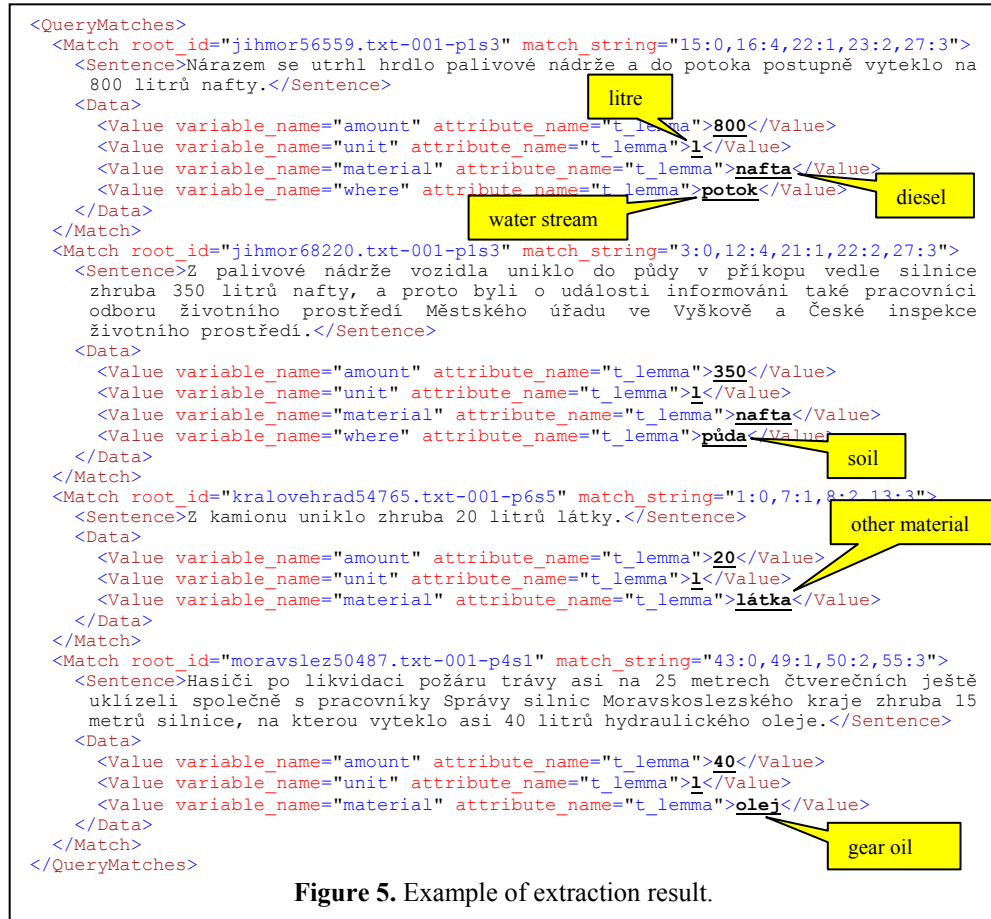 <QueryMatches>
<Match root_id="jihmor56559.txt-001-p1s3" match_string="15:0,16:4,22:1,23:2,27:3">
<Sentence>Nárazem se utrhl hrdlo palivové nádrže a do potoka postupně vyteklo na
800 litrů nafty.</Sentence>
litre
<Data>
<Value variable_name="amount" attribute_name="t_lemma">800</Value>
<Value variable_name="unit" attribute_name="t_lemma">l</Value>
<Value variable_name="material" attribute_name="t_lemma">nafta</Value>
diesel
<Value variable_name="where" attribute_name="t_lemma">potok</Value>
water stream
</Data>
</Match>
<Match root_id="jihmor68220.txt-001-p1s3" match_string="3:0,12:4,21:1,22:2,27:3">
<Sentence>Z palivové nádrže vozidla uniklo do půdy v příkopu vedle silnice
zhruba 350 litrů nafty, a proto byli o události informováni také pracovníci
odboru životního prostředí Městského úřadu ve Vyškově a České inspekce
životního prostředí.</Sentence>
<Data>
<Value variable_name="amount" attribute_name="t_lemma">350</Value>
<Value variable_name="unit" attribute_name="t_lemma">l</Value>
<Value variable_name="material" attribute_name="t_lemma">nafta</Value>
<Value variable_name="where" attribute_name="t_lemma">půda</Value>
</Data>
soil
</Match>
<Match root_id="kralovehrad54765.txt-001-p6s5" match_string="1:0,7:1,8:2,13:3">
<Sentence>Z kamionu uniklo zhruba 20 litrů látky.</Sentence>
other material
<Data>
<Value variable_name="amount" attribute_name="t_lemma">20</Value>
<Value variable_name="unit" attribute_name="t_lemma">l</Value>
<Value variable_name="material" attribute_name="t_lemma">látka</Value>
</Data>
</Match>
<Match root_id="moravslez50487.txt-001-p4s1" match_string="43:0,49:1,50:2,55:3">
<Sentence>Hasiči po likvidaci požáru trávy asi na 25 metrech čtverečních ještě
uklízeli společně s pracovníky Správy silnic Moravskoslezského kraje zhruba 15
metrů silnice, na kterou vyteklo asi 40 litrů hydraulického oleje.</Sentence>
<Data>
<Value variable_name="amount" attribute_name="t_lemma">40</Value>
<Value variable_name="unit" attribute_name="t_lemma">l</Value>
<Value variable_name="material" attribute_name="t_lemma">olej</Value>
</Data>
</Match>
gear oil
</QueryMatches>
Figure 5. Example of extraction result.